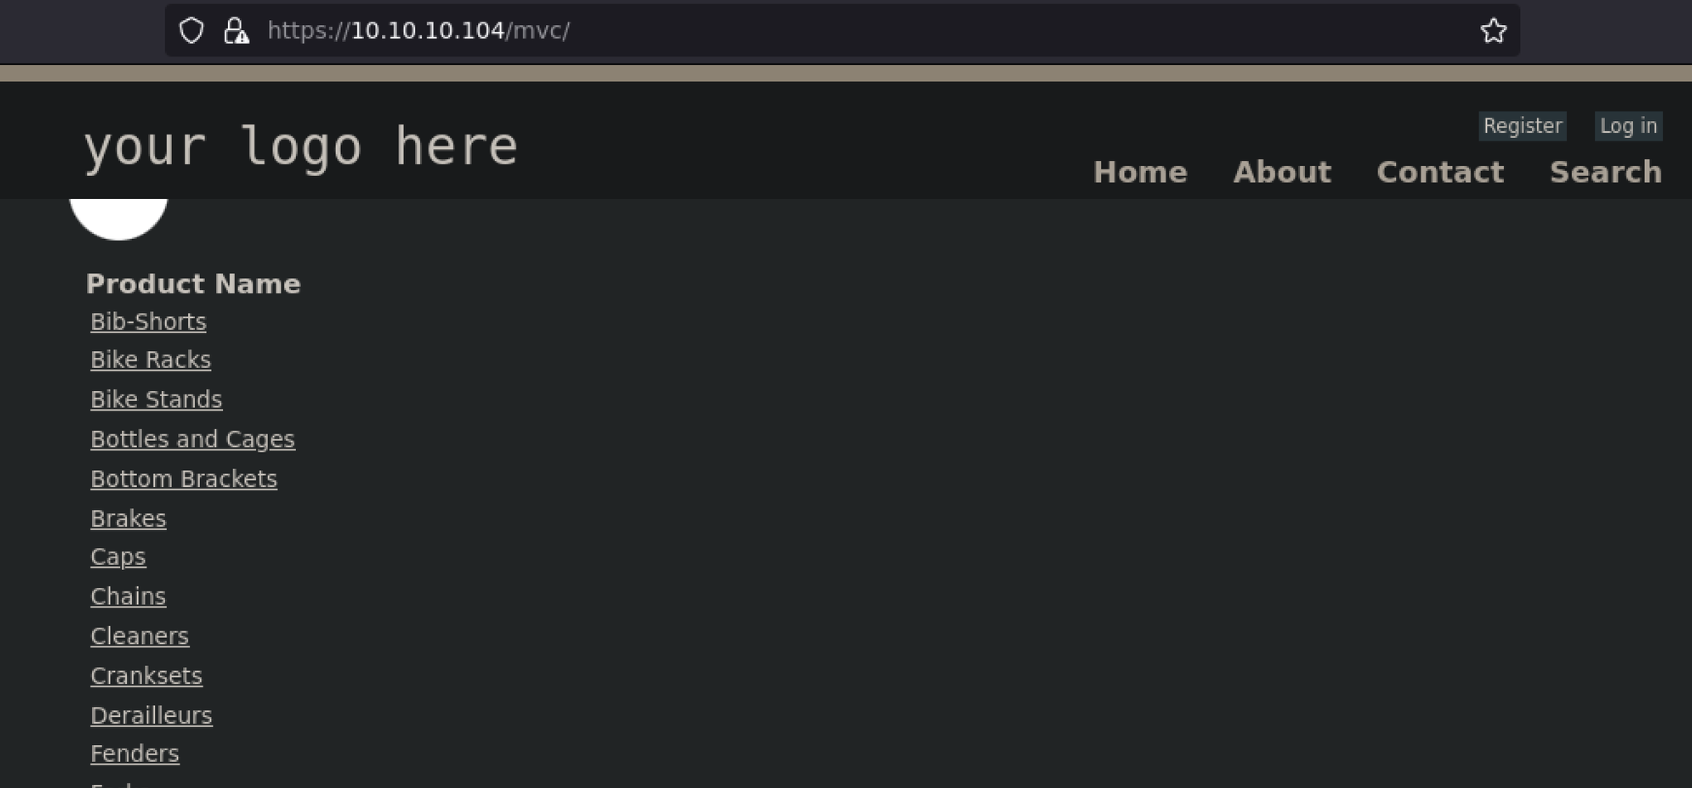 https://10.10.10.104/mvc/
your logo here
Register Log in
Home About Contact Search
Product Name
Bib-Shorts
Bike Racks
Bike Stands
Bottles and Cages
Bottom Brackets
Brakes
Caps
Chains
Cleaners
Cranksets
Derailleurs
Fenders